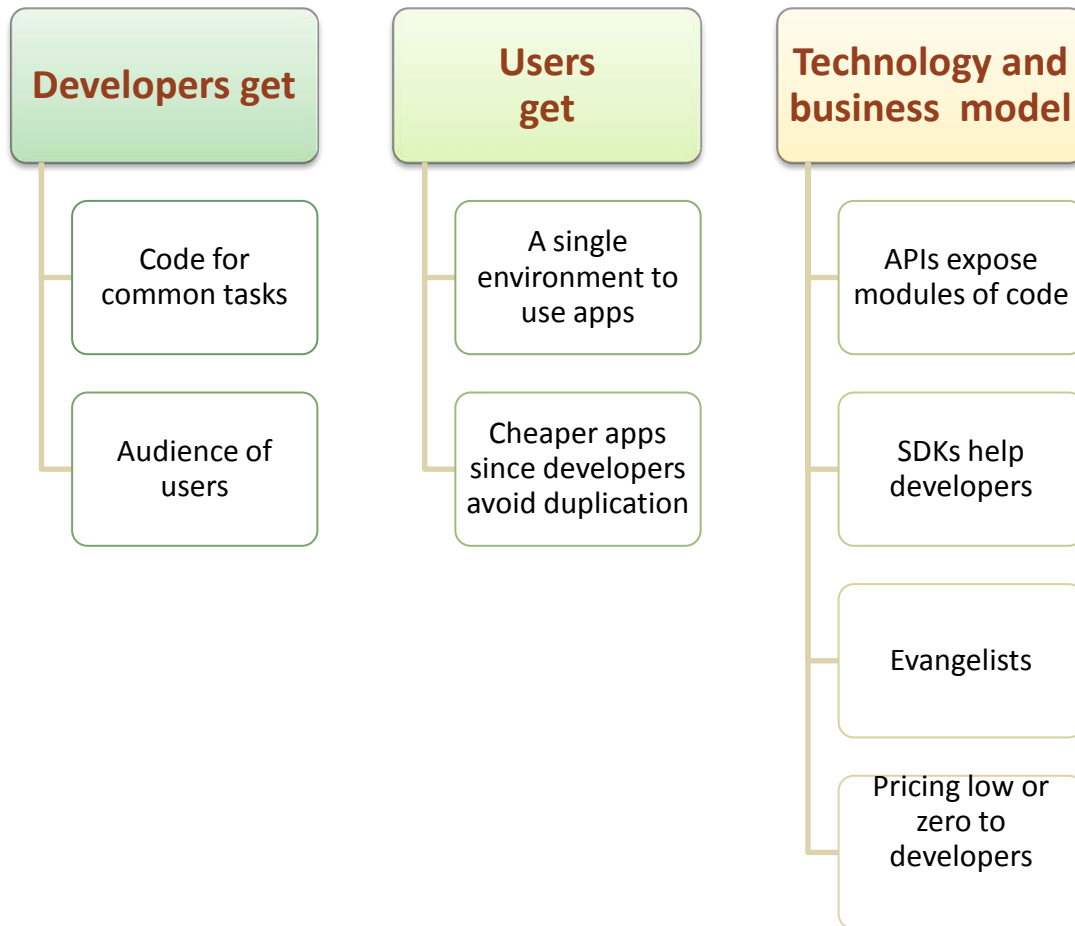 Developers get
Code for
common tasks
Audience of
users
Users
get
A single
environment to
use apps
Cheaper apps
since developers
avoid duplication
Technology and
business model
APIs expose
modules of code
SDKs help
developers
Evangelists
Pricing low or
zero to
developers